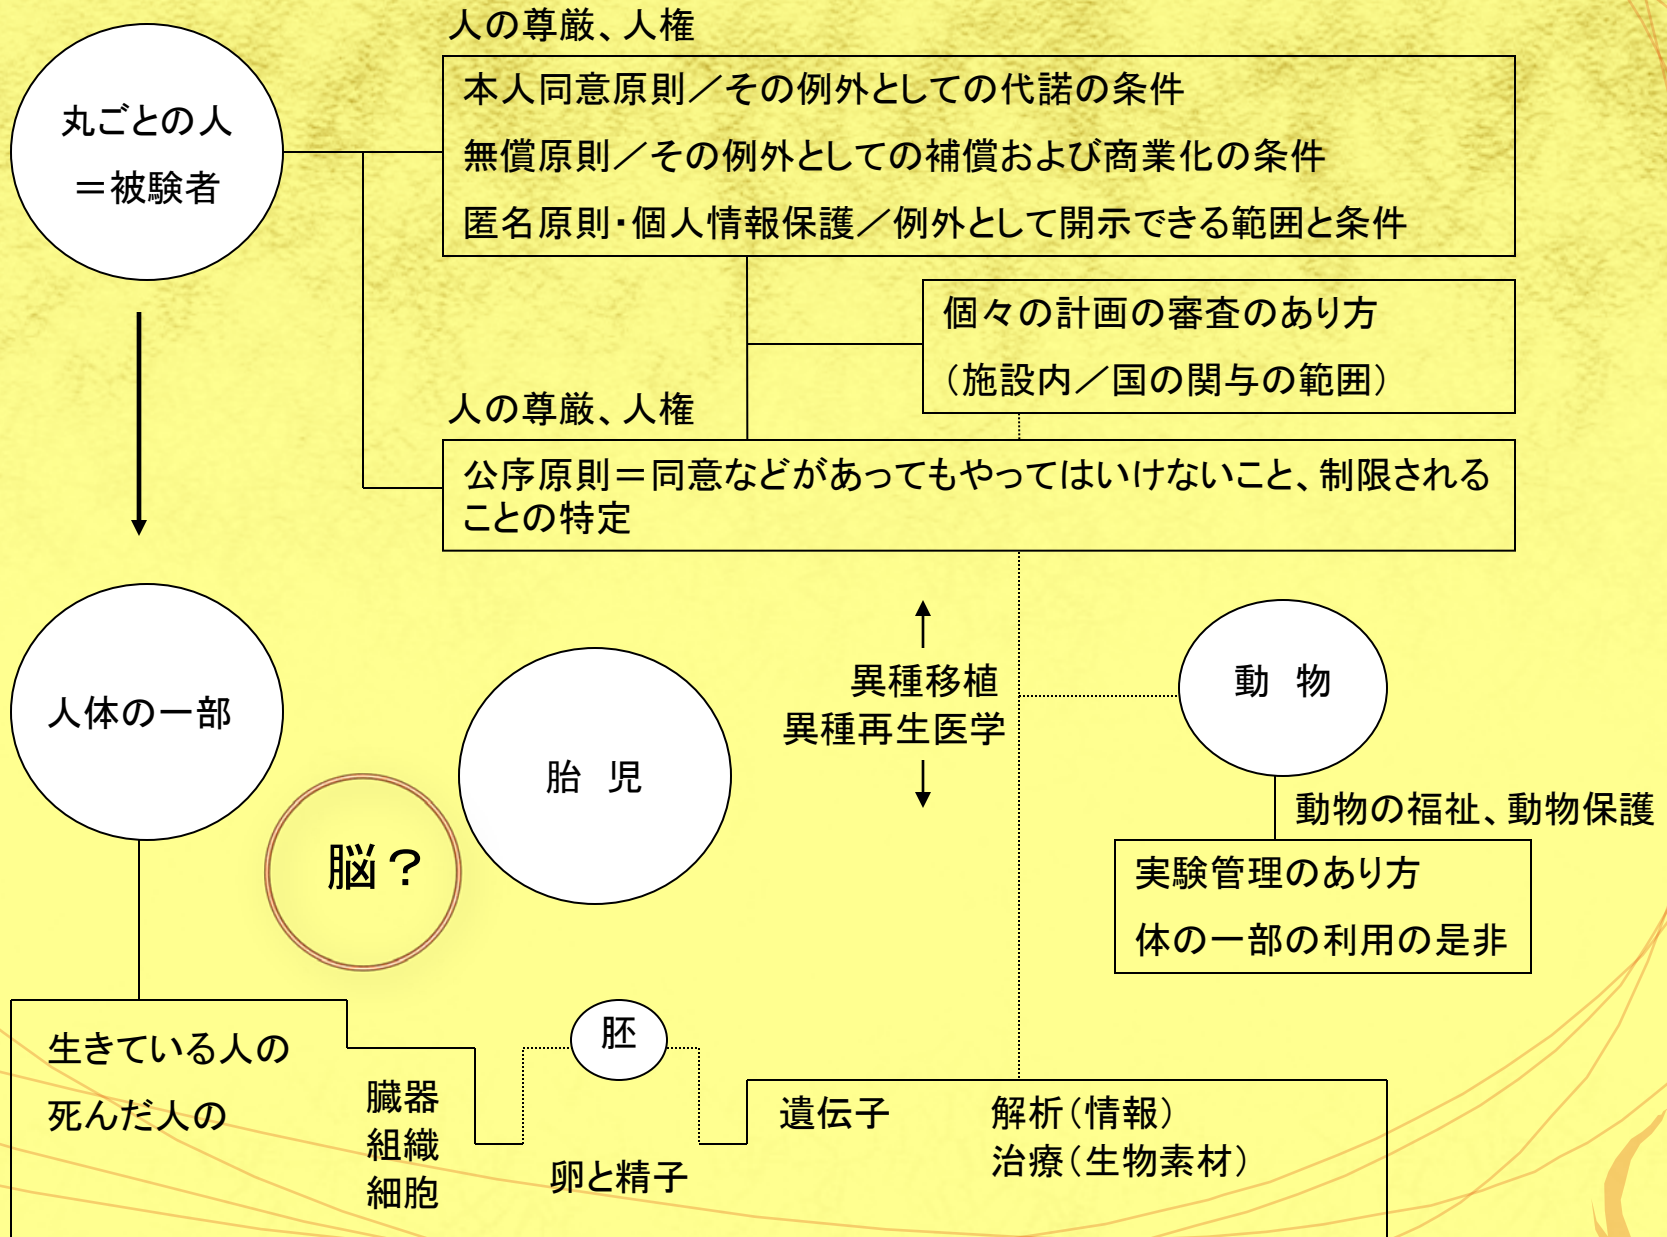 人の尊厳、人権
丸ごとの人
＝被験者
本人同意原則／その例外としての代諾の条件
無償原則／その例外としての補償および商業化の条件
匿名原則・個人情報保護／例外として開示できる範囲と条件
個々の計画の審査のあり方
（施設内／国の関与の範囲）
人の尊厳、人権
公序原則＝同意などがあってもやってはいけないこと、制限される
ことの特定
人体の一部
脳？
胎　児
異種移植
異種再生医学
動　物
動物の福祉、動物保護
実験管理のあり方
体の一部の利用の是非
生きている人の
死んだ人の
臓器
組織
細胞
胚
卵と精子
遺伝子
解析（情報）
治療（生物素材）